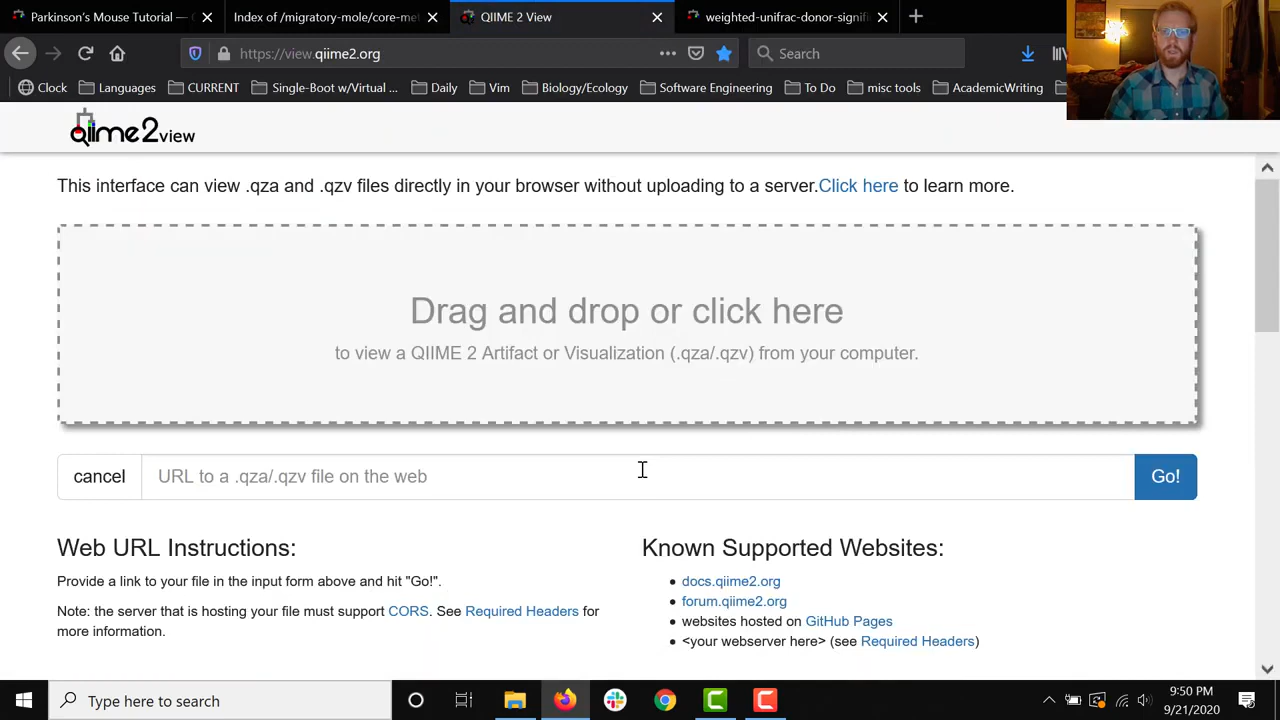 Parkinson's Mouse Tutorial —
Index of /migratory-mole/core-met
QIIME 2 View
weighted-unifrac-donor-signifi
https://view.qiime2.org
Search
Clock
Languages
CURRENT
Single-Boot w/Virtu...
Daily
Vim
Biology/Ecology
Software Engineering
To Do
misc tools
AcademicWriting
qiime2view
This interface can view .qza and .qzv files directly in your browser without uploading to a server.Click here to learn more.
Drag and drop or click here
to view a QIIME 2 Artifact or Visualization (.qza/.qzv) from your computer.
cancel
URL to a .qza/.qzv file on the web
Go!
Web URL Instructions:
Provide a link to your file in the input form above and hit "Go!".
Note: the server that is hosting your file must support CORS. See Required Headers for
more information.
Known Supported Websites:
docs.qiime2.org
forum.qiime2.org
websites hosted on GitHub Pages
<your webserver here> (see Required Headers)
Type here to search
9:50 PM
9/21/2020